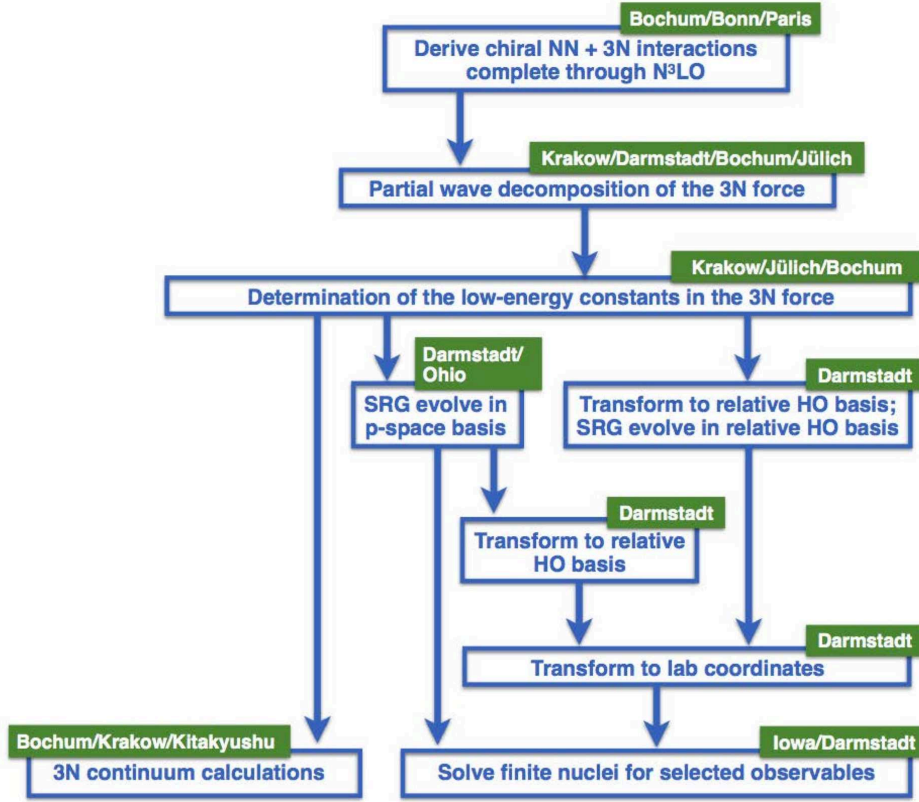 Bochum/Bonn/Paris
Derive chiral NN + 3N interactions
complete through N³LO
Krakow/Darmstadt/Bochum/Jülich
Partial wave decomposition of the 3N force
Krakow/Jülich/Bochum
Determination of the low-energy constants in the 3N force
Darmstadt/
Ohio
SRG evolve in
p-space basis
Darmstadt
Transform to relative HO basis;
SRG evolve in relative HO basis
Darmstadt
Transform to relative
HO basis
Darmstadt
Transform to lab coordinates
Bochum/Krakow/Kitakyushu
3N continuum calculations
Iowa/Darmstadt
Solve finite nuclei for selected observables